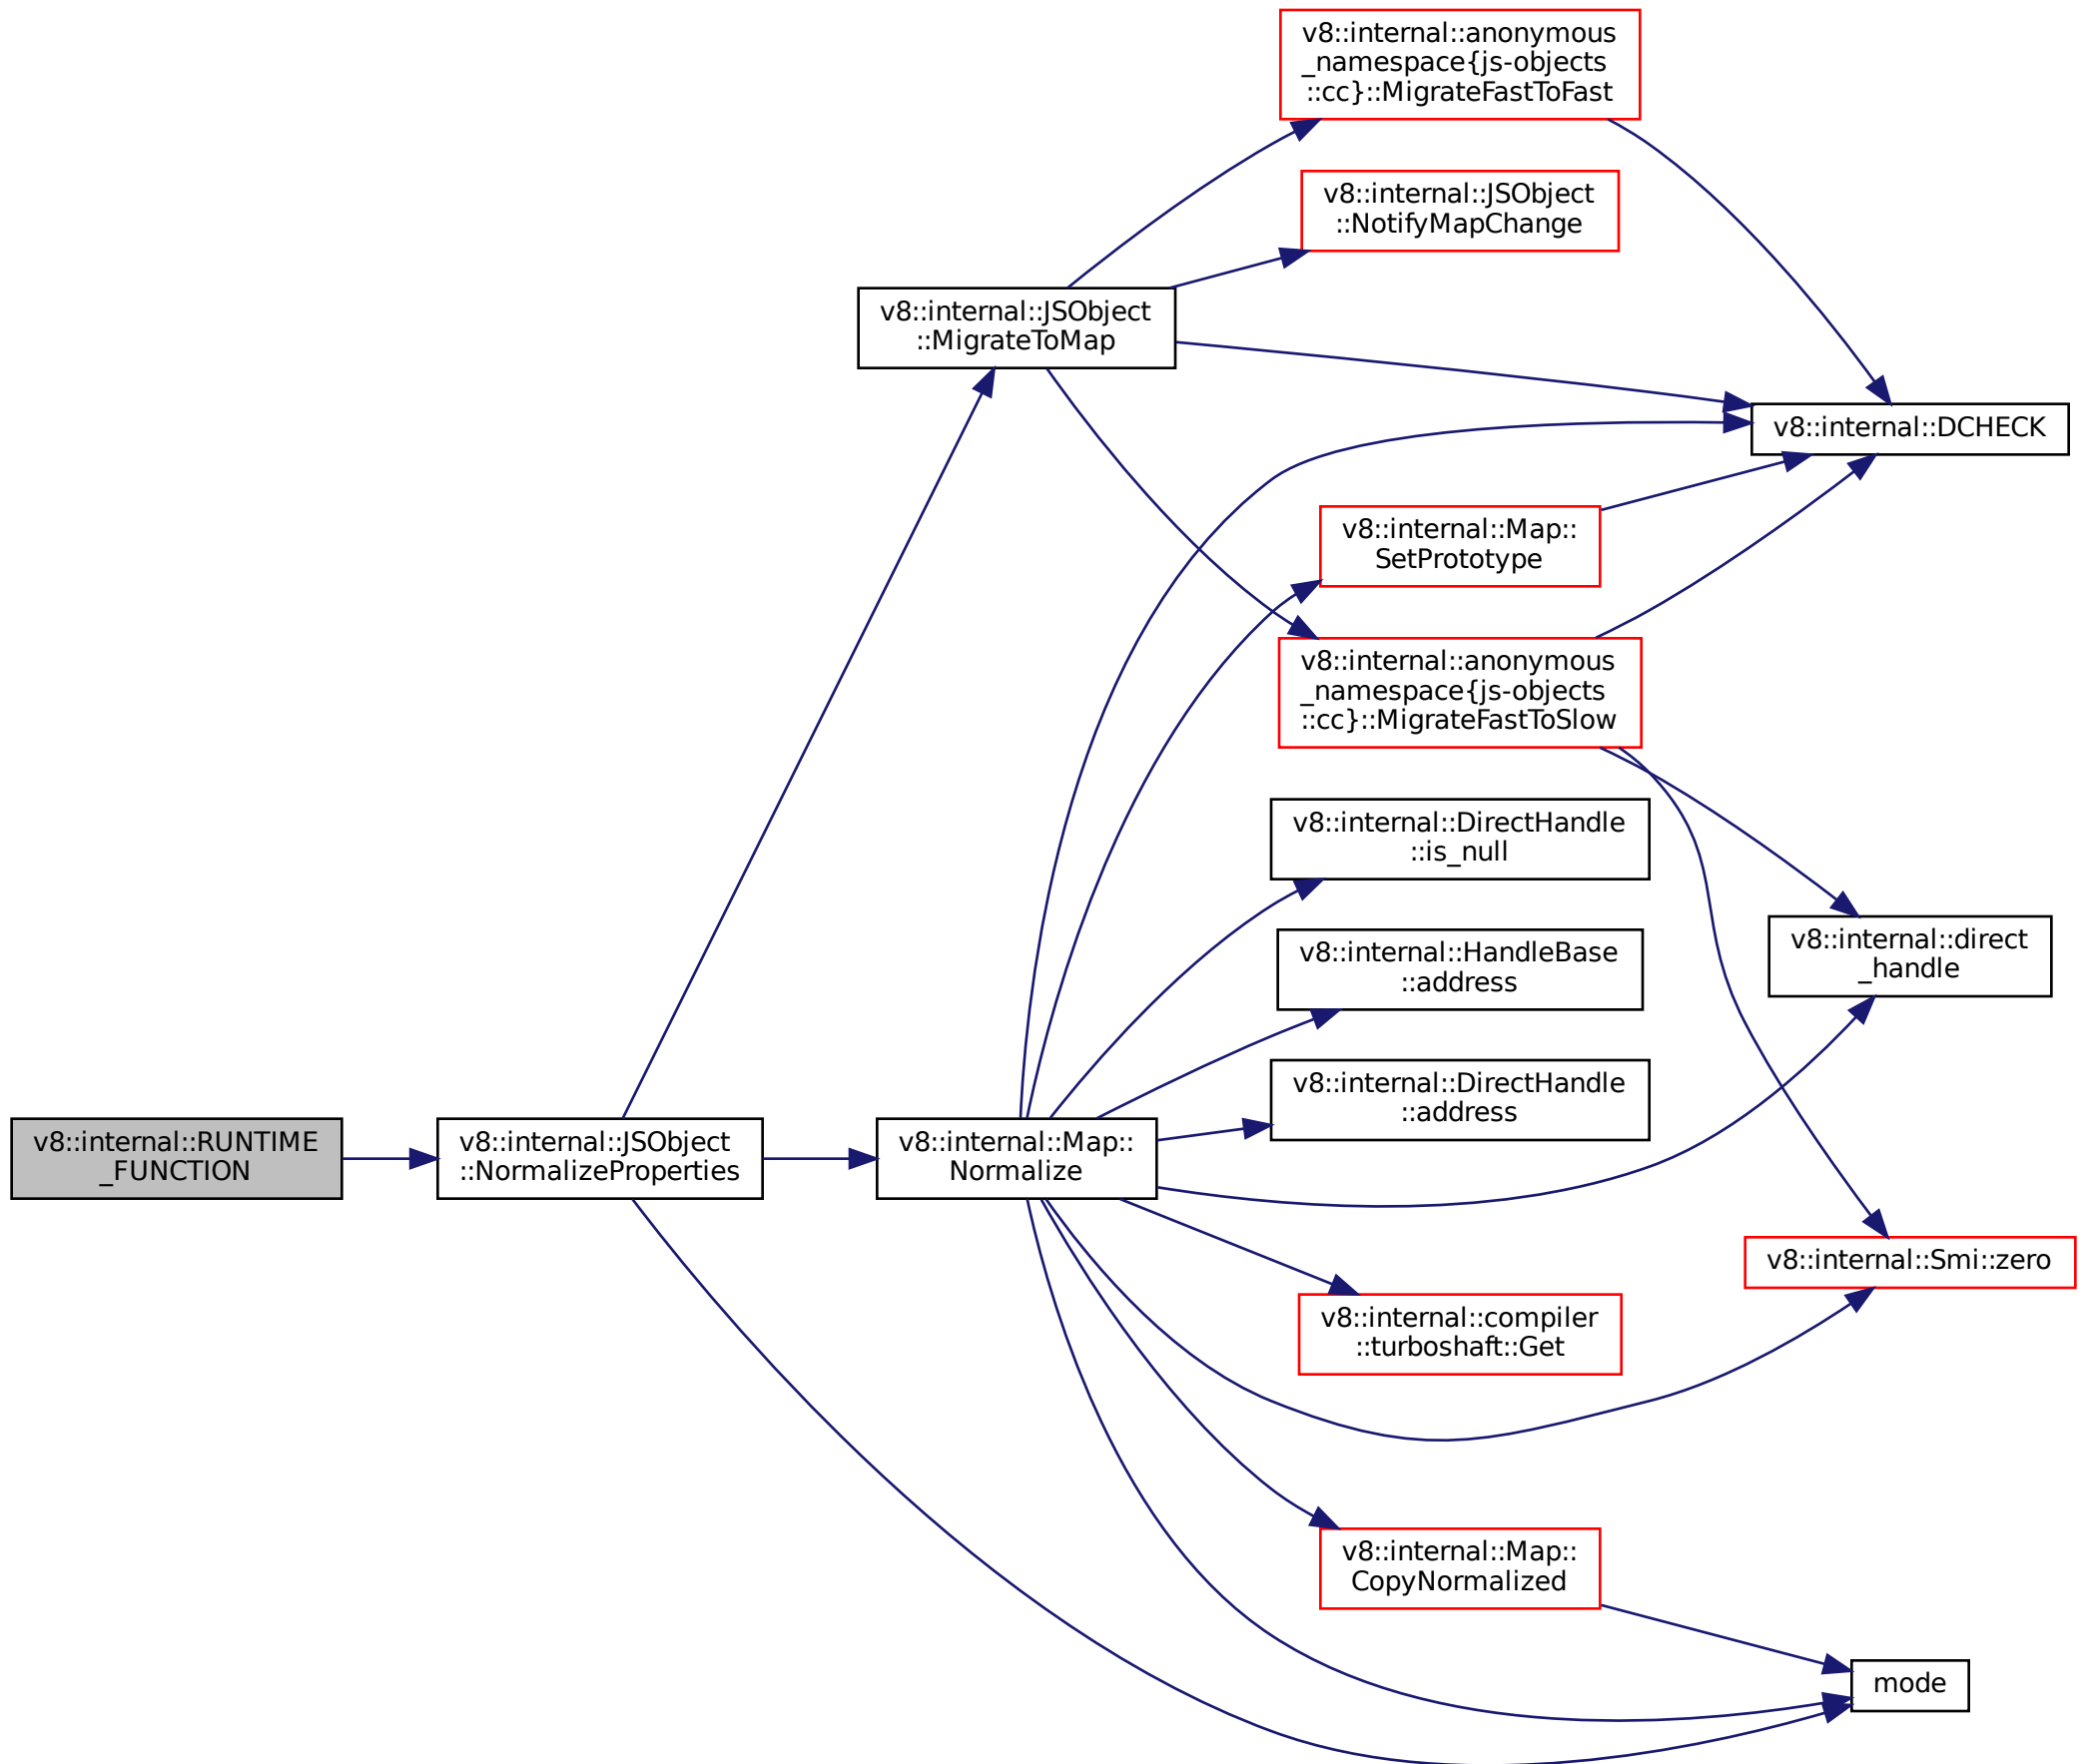 v8::internal::anonymous
_namespace{js-objects
::cc}::MigrateFastToFast
v8::internal::JSObject
::NotifyMapChange
v8::internal::JSObject
::MigrateToMap
v8::internal::DCHECK
v8::internal::Map::
SetPrototype
v8::internal::anonymous
_namespace{js-objects
::cc}::MigrateFastToSlow
v8::internal::DirectHandle
::is_null
v8::internal::direct
_handle
v8::internal::HandleBase
::address
v8::internal::DirectHandle
::address
v8::internal::RUNTIME
_FUNCTION
v8::internal::JSObject
::NormalizeProperties
v8::internal::Map::
Normalize
v8::internal::Smi::zero
v8::internal::compiler
::turboshaft::Get
v8::internal::Map::
CopyNormalized
mode